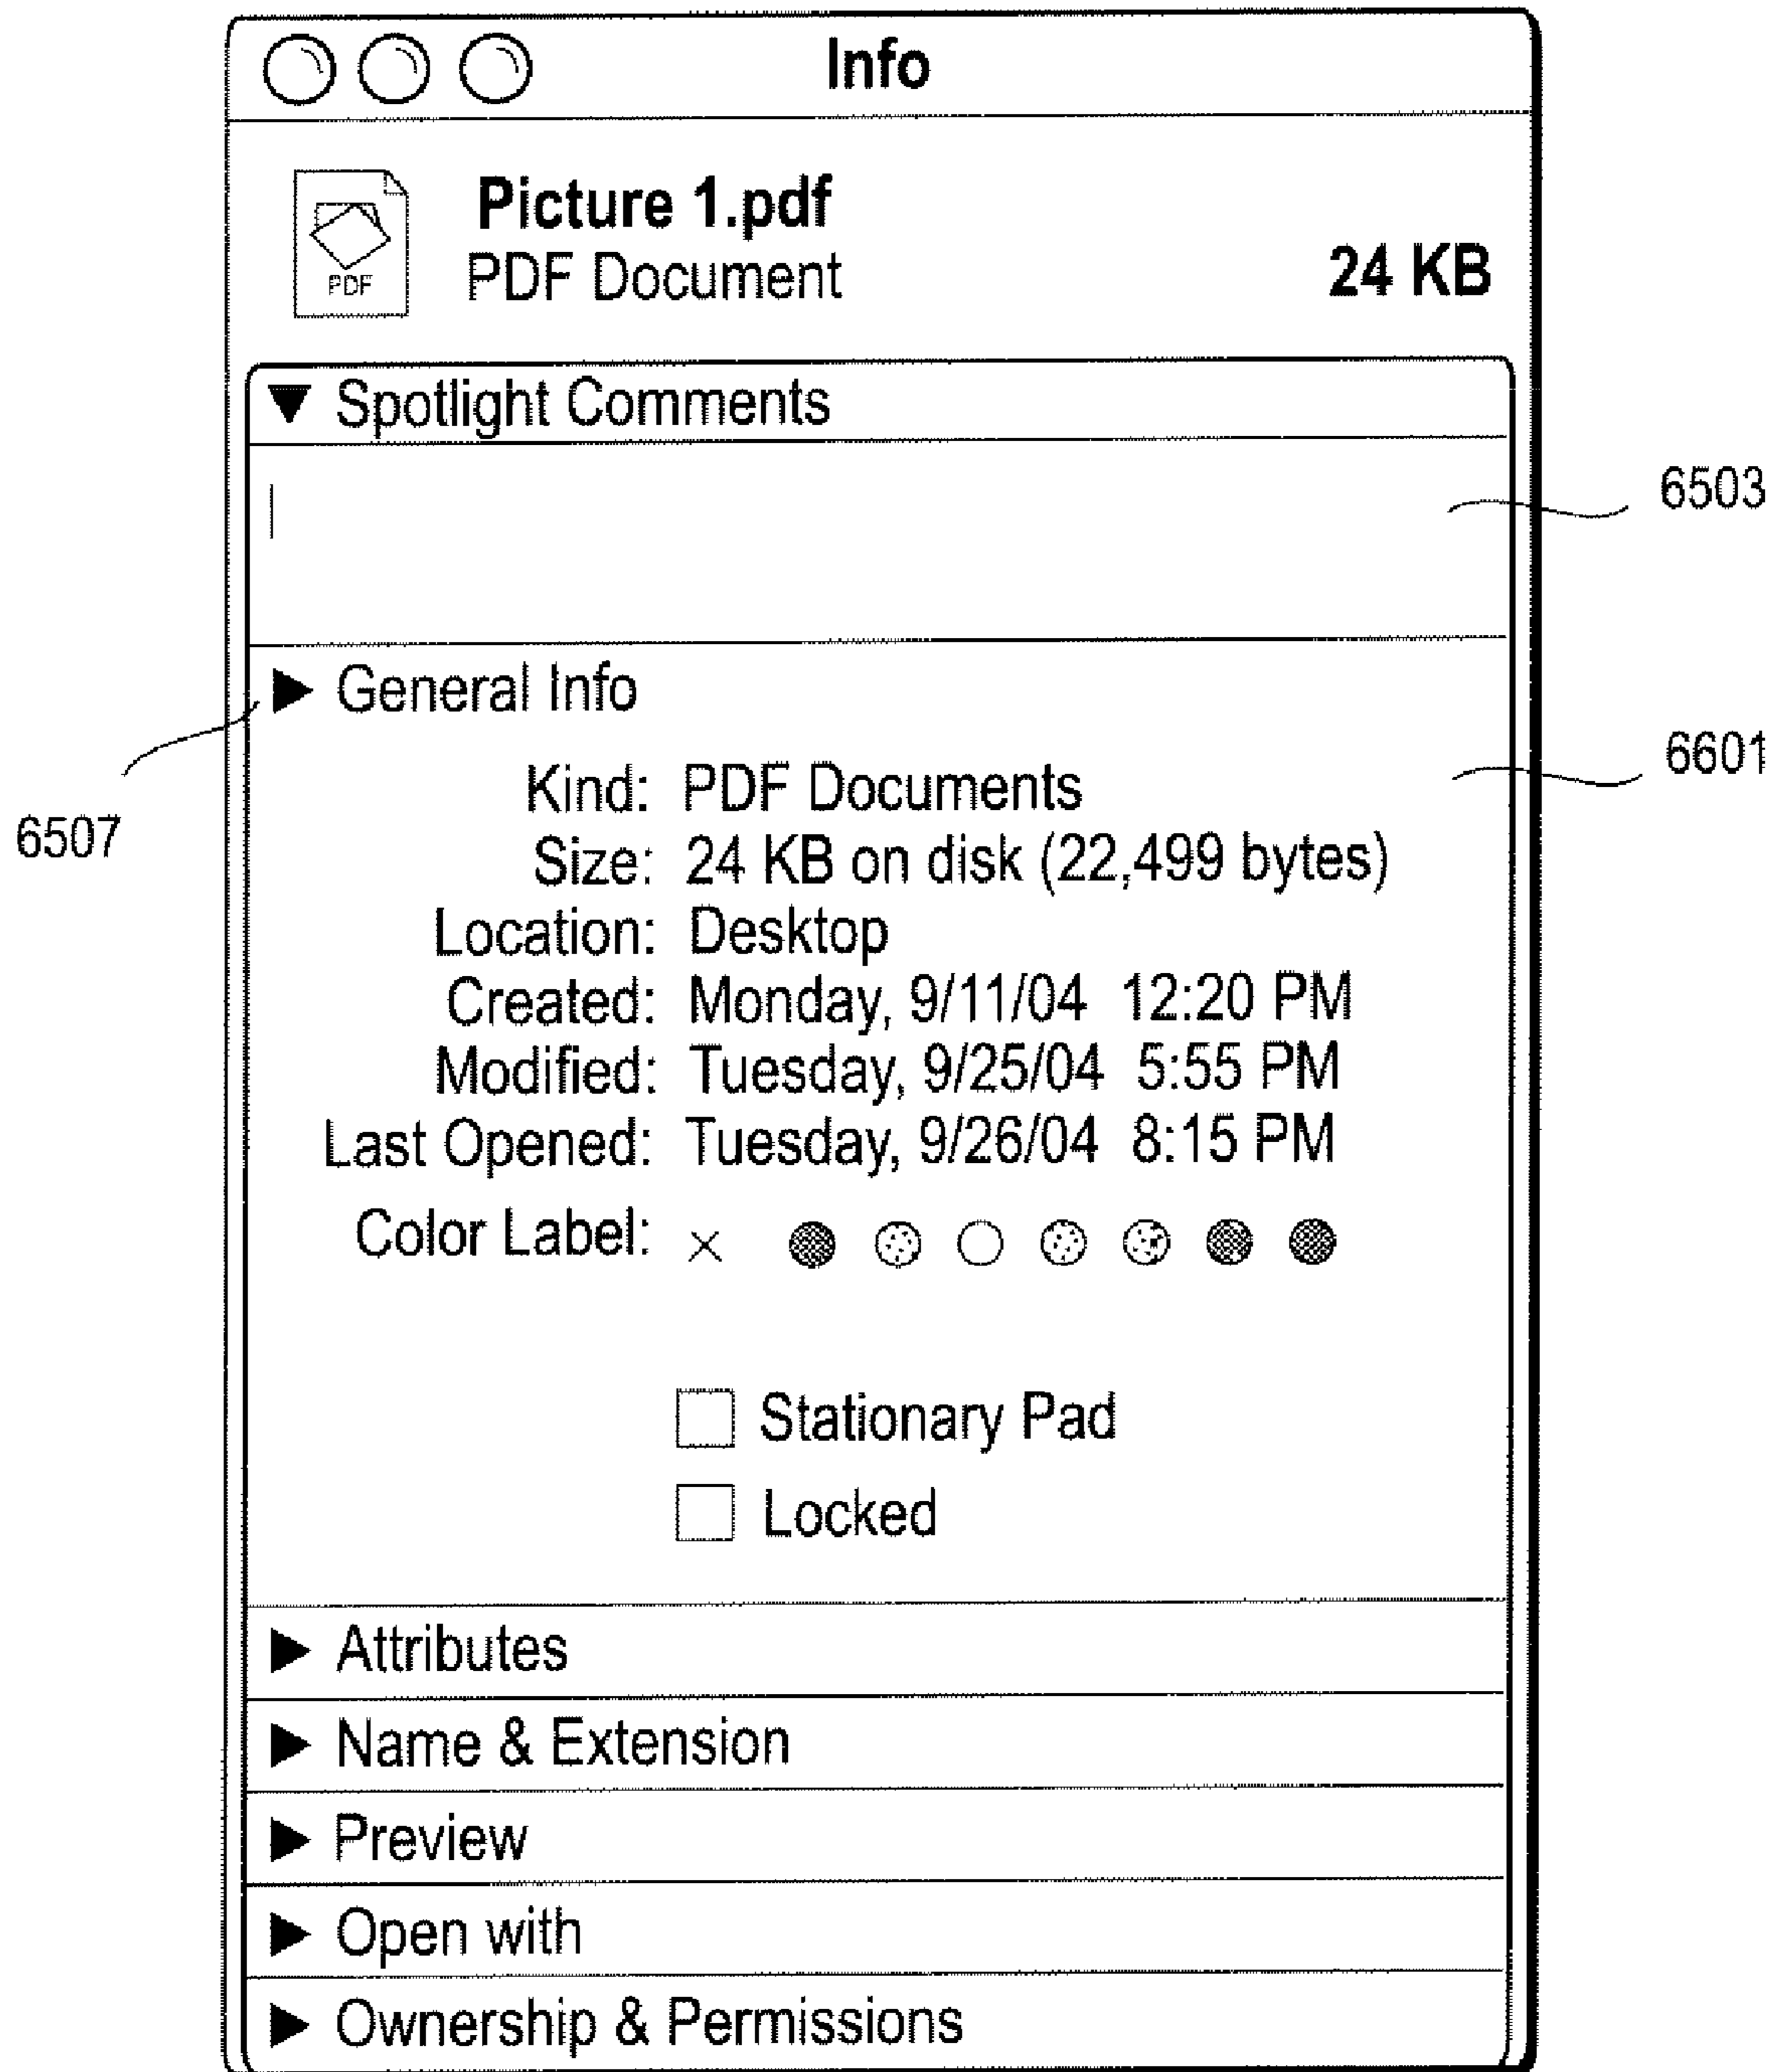 Info
Picture 1.pdf
PDF
PDF Document
24 KB
Spotlight Comments
6503
General Info
6601
6507
Kind: PDF Documents
Size: 24 KB on disk (22,499 bytes)
Location: Desktop
Created: Monday, 9/11/04 12:20 PM
Modified: Tuesday, 9/25/04 5:55 PM
Last Opened: Tuesday, 9/26/04 8:15 PM
Color Label:
Stationary Pad
Locked
Attributes
Name & Extension
Preview
Open with
Ownership & Permissions